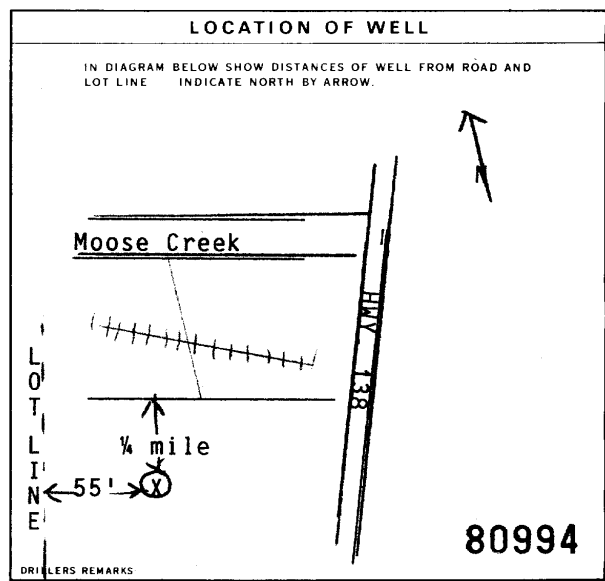 LOCATION OF WELL
IN DIAGRAM BELOW SHOW DISTANCES OF WELL FROM ROAD AND
LOT LINE INDICATE NORTH BY ARROW.
N
Moose Creek
HWY 138
LOT LINE
¼ mile
55'
X
80994
DRILLERS REMARKS